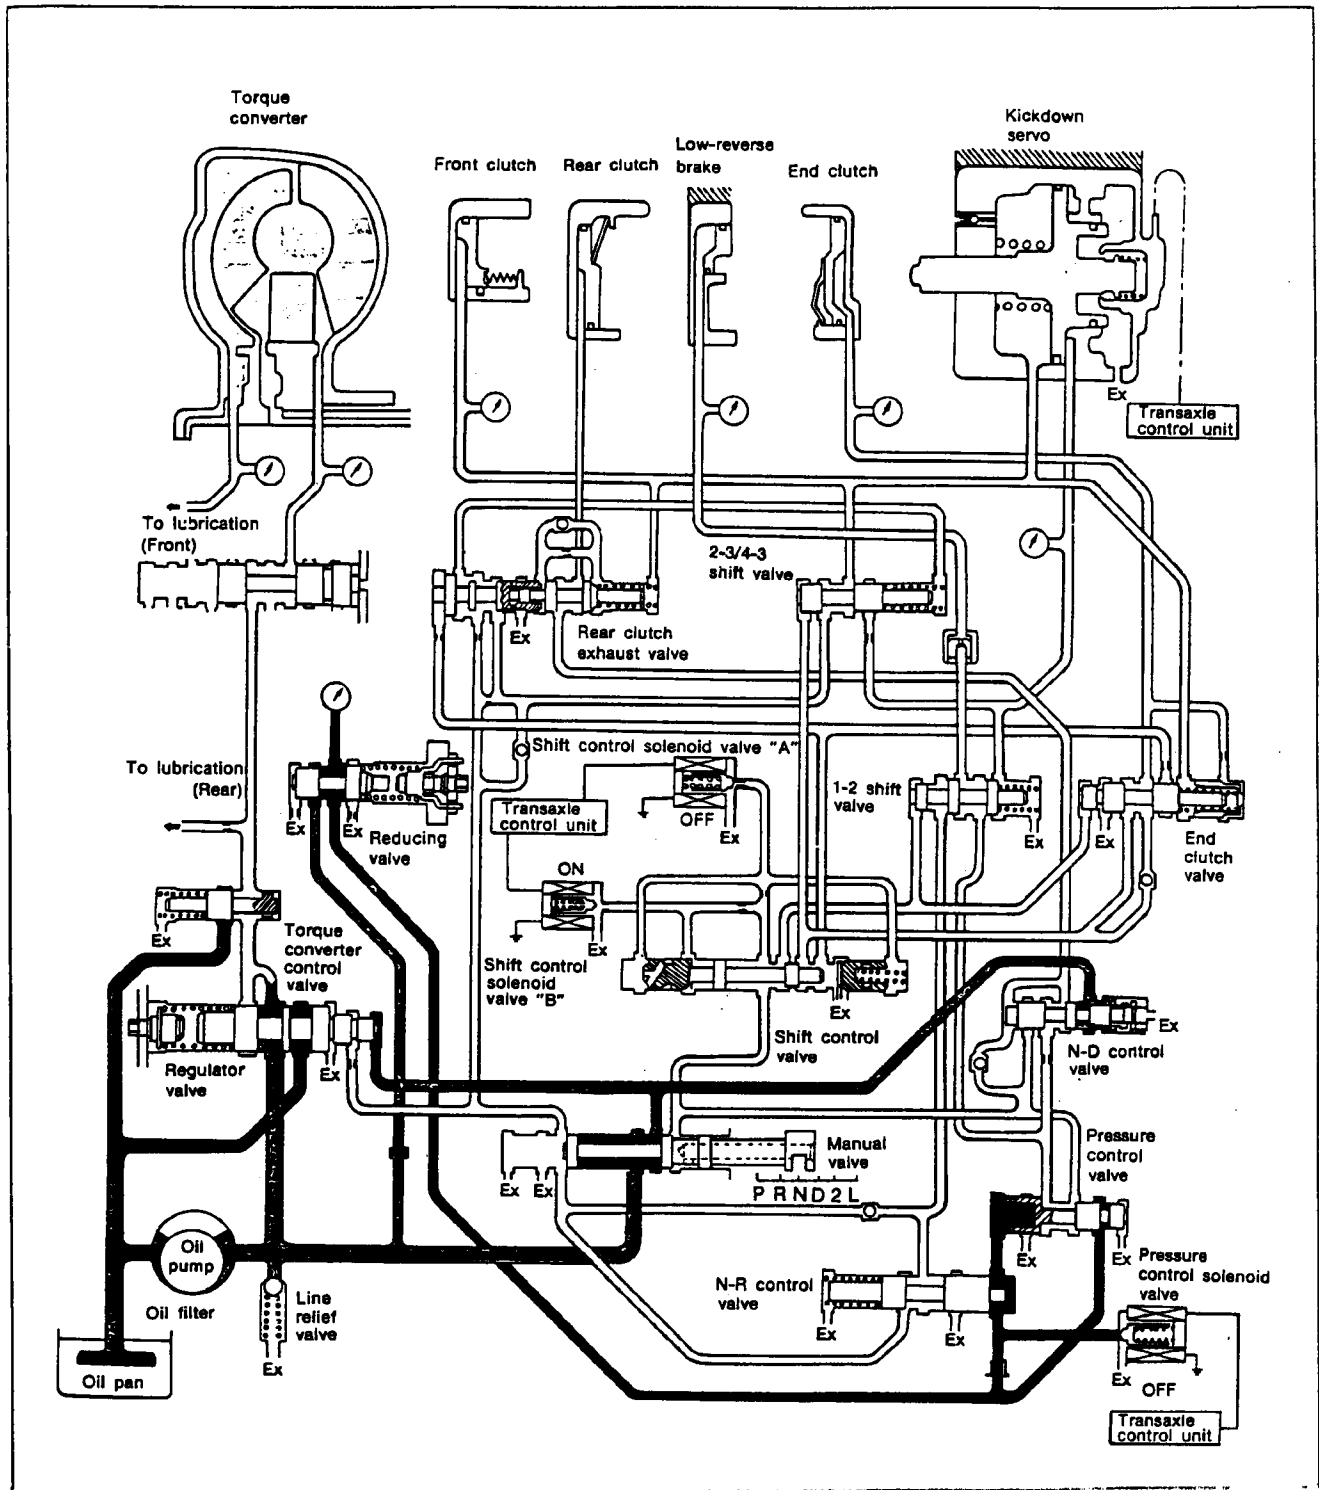 Torque
converter
Front clutch
Rear clutch
Low-reverse
brake
End clutch
Kickdown
servo
Ex
Transaxle
control unit
To lubrication
(Front)
2-3/4-3
shift valve
Ex
Rear clutch
exhaust valve
To lubrication
(Rear)
Shift control solenoid valve "A"
Ex
Ex
Reducing
valve
Transaxle
control unit
OFF
Ex
1-2 shift
valve
Ex
Ex
End
clutch
valve
ON
Ex
Ex
Torque
converter
control
valve
Shift control
solenoid
valve "B"
Ex
Ex
Shift control
valve
N-D control
valve
Regulator
valve
Ex
Manual
valve
Pressure
control
valve
Ex
Ex
P R N D 2 L
Oil
pump
Oil filter
Line
relief
valve
Ex
Oil pan
N-R control
valve
Ex
Ex
Ex
Ex
Pressure
control solenoid
valve
Ex
OFF
Transaxle
control unit